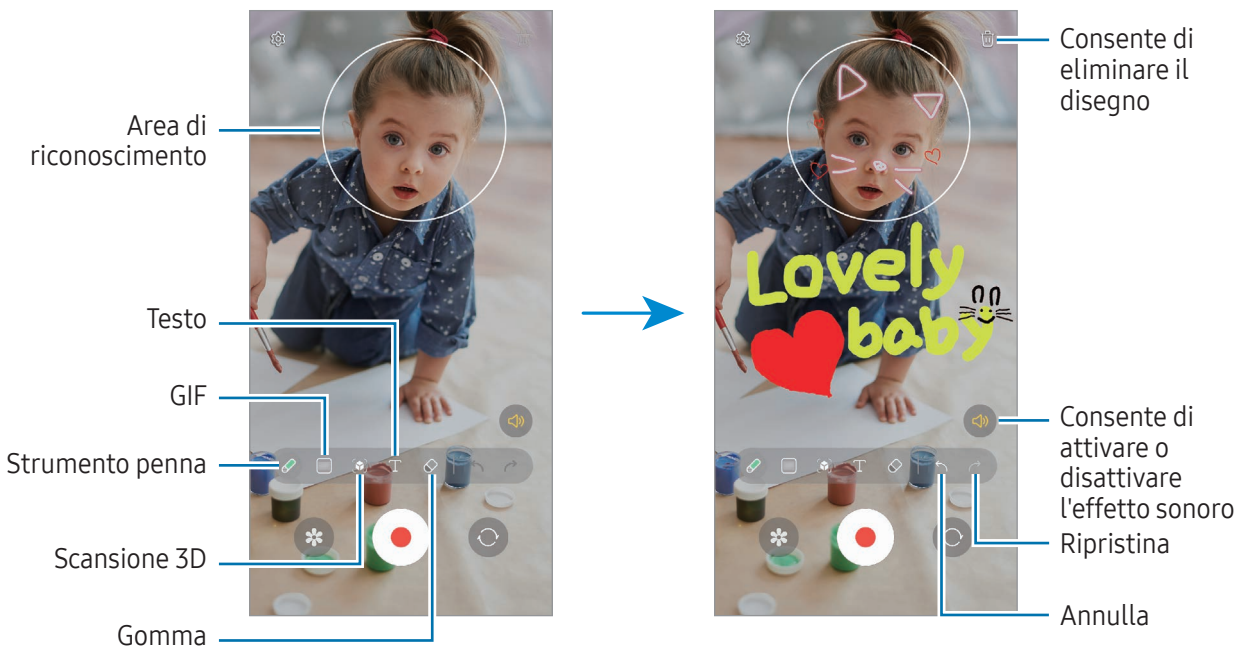 Area di
riconoscimento
Testo
GIF
Strumento penna
Scansione 3D
Gomma
T
Lovely
baby
T
Consente di
eliminare il
disegno
Consente di
attivare o
disattivare
l'effetto sonoro
Ripristina
Annulla